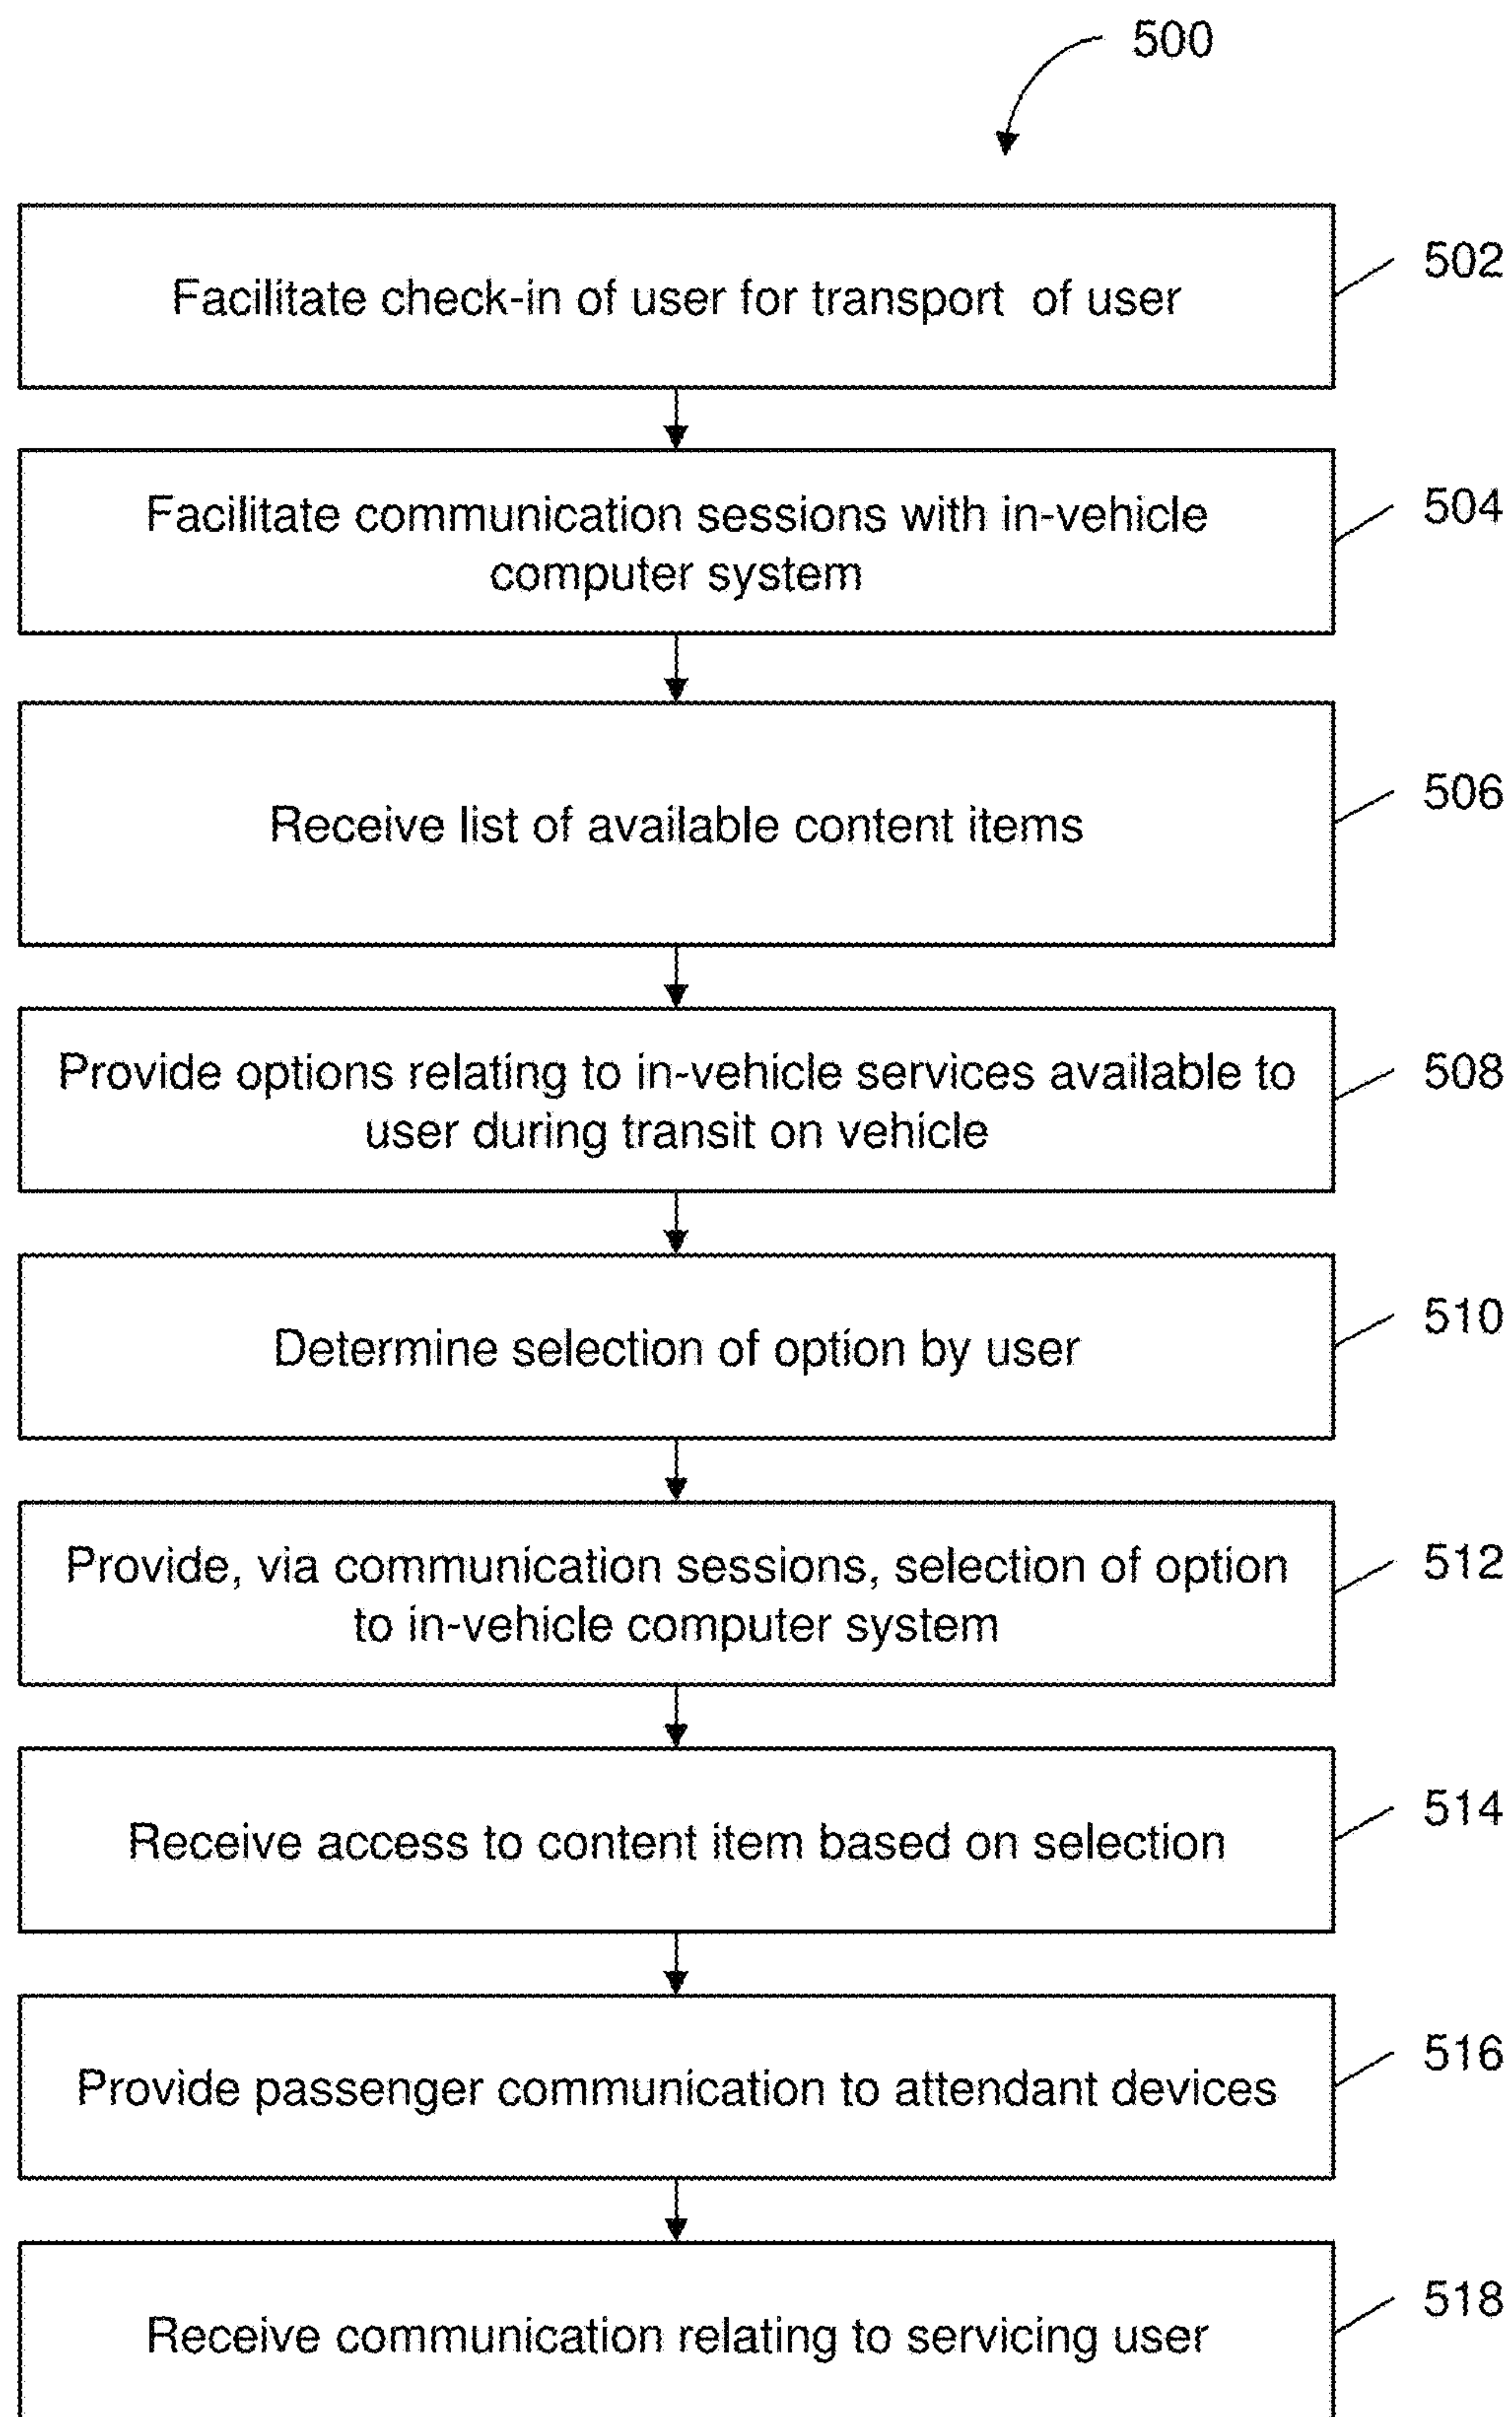 500
Facilitate check-in of user for transport of user
502
Facilitate communication sessions with in-vehicle
computer system
504
Receive list of available content items
506
Provide options relating to in-vehicle services available to
user during transit on vehicle
508
Determine selection of option by user
510
Provide, via communication sessions, selection of option
to in-vehicle computer system
512
Receive access to content item based on selection
514
Provide passenger communication to attendant devices
516
Receive communication relating to servicing user
518